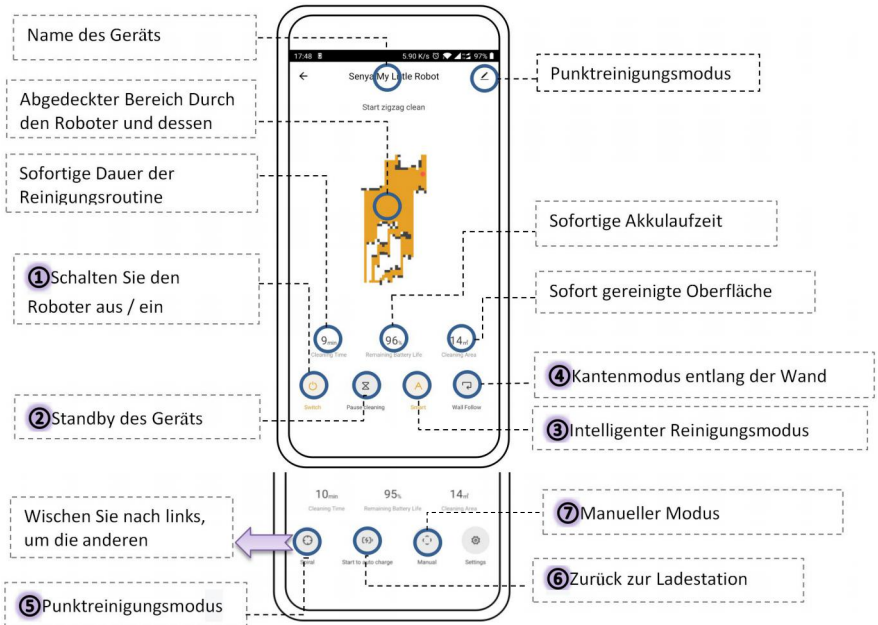 Name des Geräts
Abgedeckter Bereich Durch
den Roboter und dessen
Sofortige Dauer der
Reinigungsroutine
①Schalten Sie den
Roboter aus / ein
②Standby des Geräts
17:48
5.90 K/s
97%
Senya My Little Robot
Start zigzag clean
9min
96%
14㎡
Cleaning Time
Remaining Battery Life
Cleaning Area
Switch
Pause cleaning
Smart
Wall Follow
Punktreinigungsmodus
Sofortige Akkulaufzeit
Sofort gereinigte Oberfläche
④Kantenmodus entlang der Wand
③Intelligenter Reinigungsmodus
Wischen Sie nach links,
um die anderen
⑤Punktreinigungsmodus
10min
95%
14㎡
Cleaning Time
Remaining Battery Life
Cleaning Area
Spiral
Start to auto charge
Manual
Settings
⑦Manueller Modus
⑥Zurück zur Ladestation